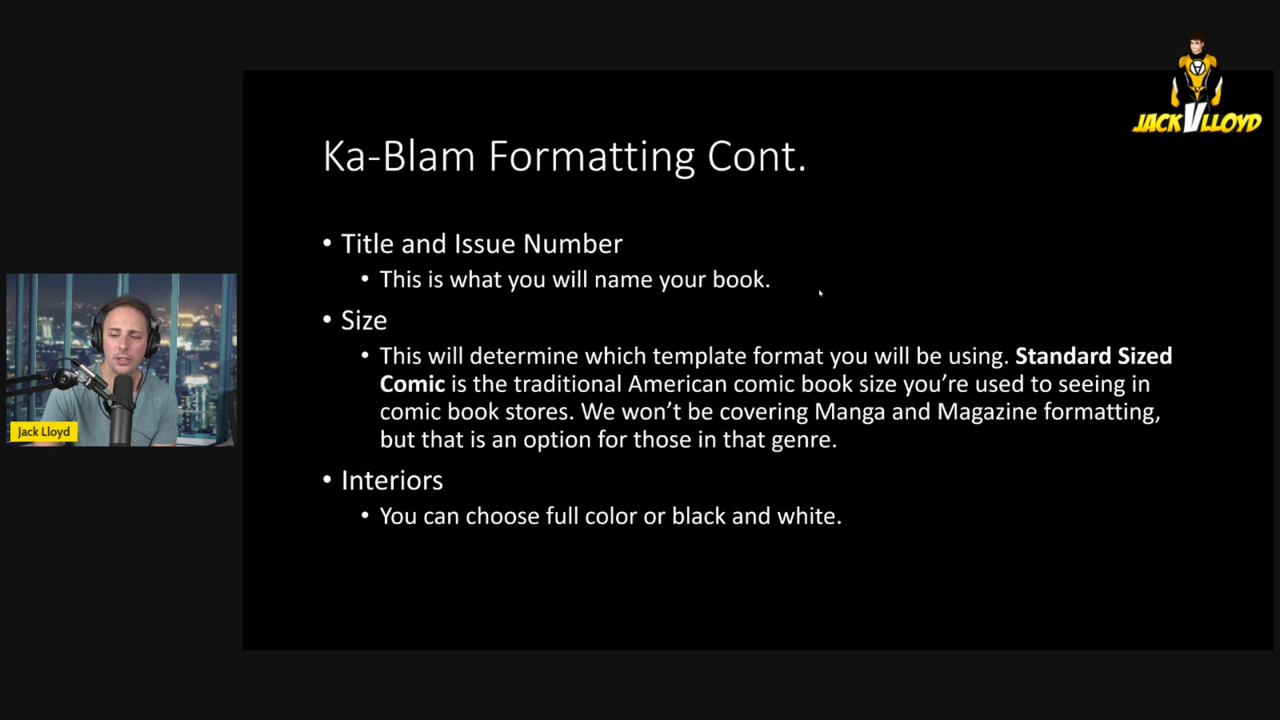 JACK V LLOYD
Ka-Blam Formatting Cont.
• Title and Issue Number
• This is what you will name your book.
• Size
• This will determine which template format you will be using. Standard Sized
Comic is the traditional American comic book size you’re used to seeing in
comic book stores. We won’t be covering Manga and Magazine formatting,
but that is an option for those in that genre.
• Interiors
• You can choose full color or black and white.
Jack Lloyd